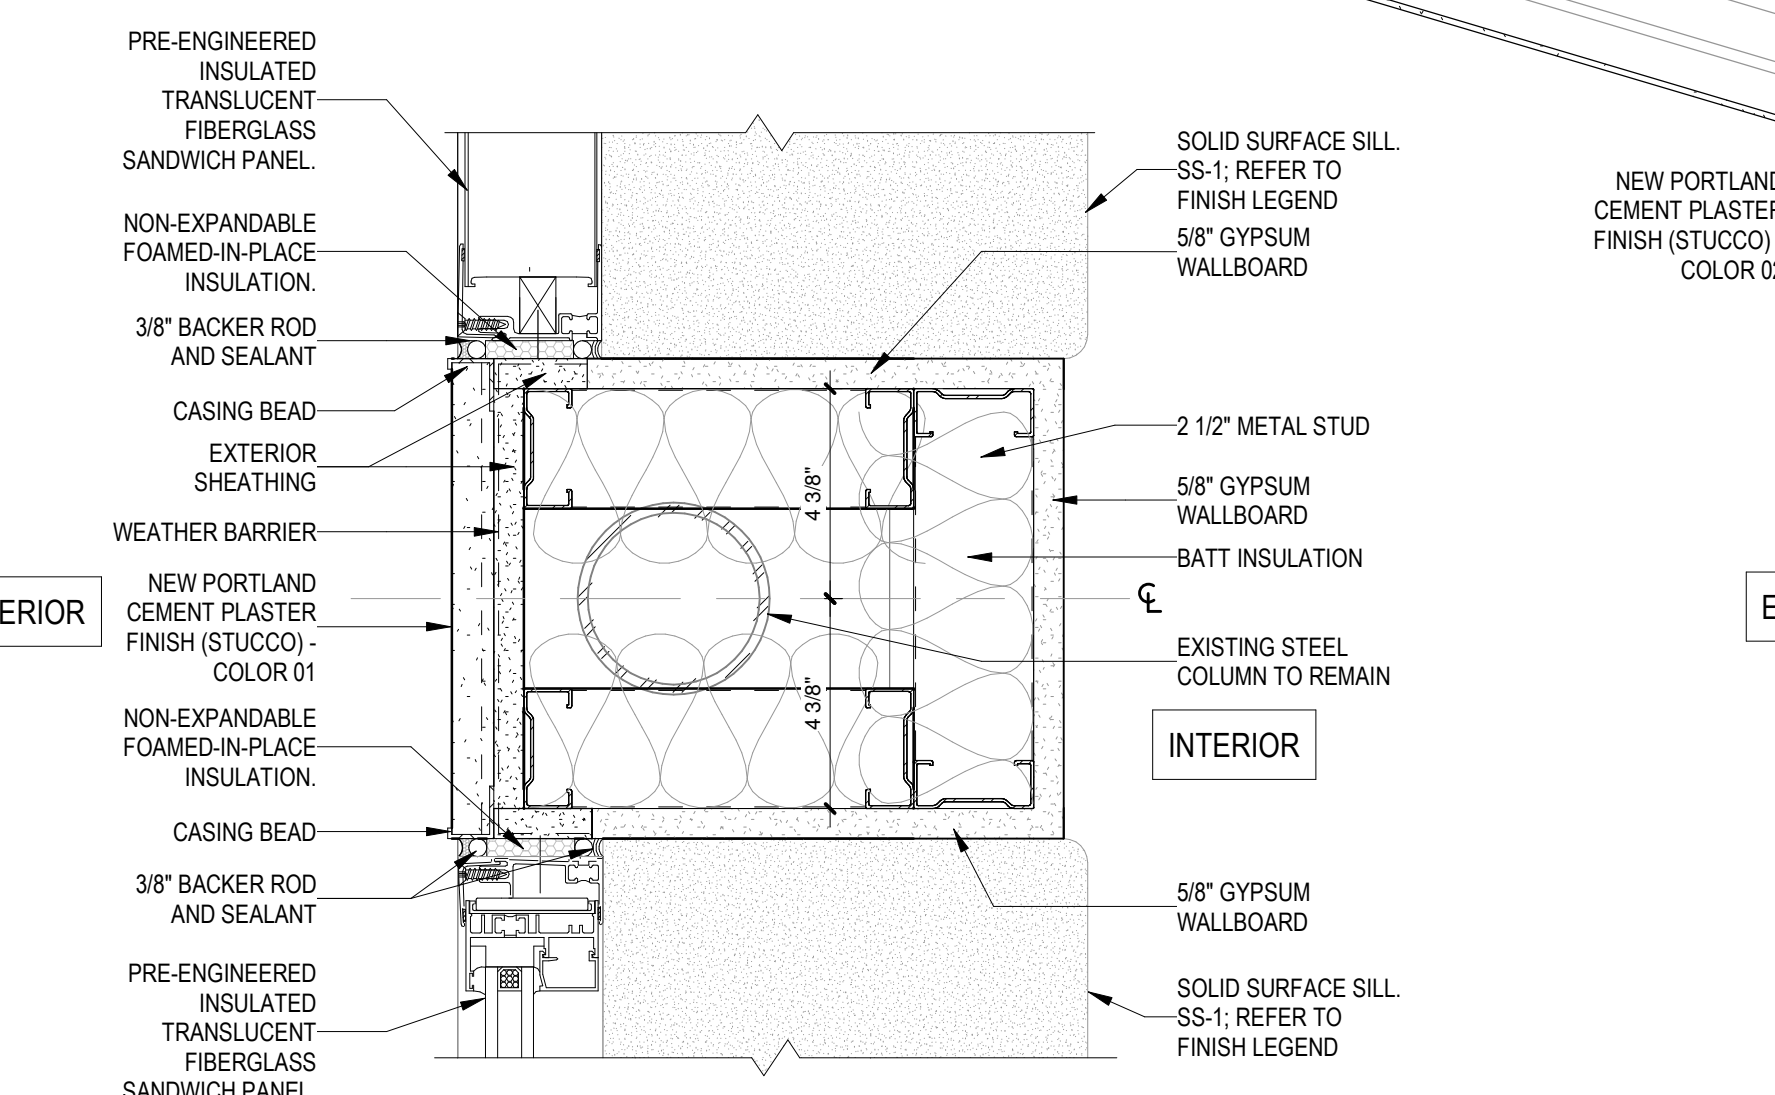 PRE-ENGINEERED
INSULATED
TRANSLUCENT
FIBERGLASS
SANDWICH PANEL.
NON-EXPANDABLE
FOAMED-IN-PLACE
INSULATION.
3/8" BACKER ROD
AND SEALANT
CASING BEAD
EXTERIOR
SHEATHING
WEATHER BARRIER
NEW PORTLAND
CEMENT PLASTER
FINISH (STUCCO) -
COLOR 01
ERIOR
NON-EXPANDABLE
FOAMED-IN-PLACE
INSULATION.
CASING BEAD
3/8" BACKER ROD
AND SEALANT
PRE-ENGINEERED
INSULATED
TRANSLUCENT
FIBERGLASS
SANDWICH PANEL.
4 3/8"
4 3/8"
SOLID SURFACE SILL.
SS-1; REFER TO
FINISH LEGEND
5/8" GYPSUM
WALLBOARD
2 1/2" METAL STUD
5/8" GYPSUM
WALLBOARD
BATT INSULATION
℄
EXISTING STEEL
COLUMN TO REMAIN
INTERIOR
5/8" GYPSUM
WALLBOARD
SOLID SURFACE SILL.
SS-1; REFER TO
FINISH LEGEND
NEW PORTLAND
CEMENT PLASTER
FINISH (STUCCO)
COLOR 02
E